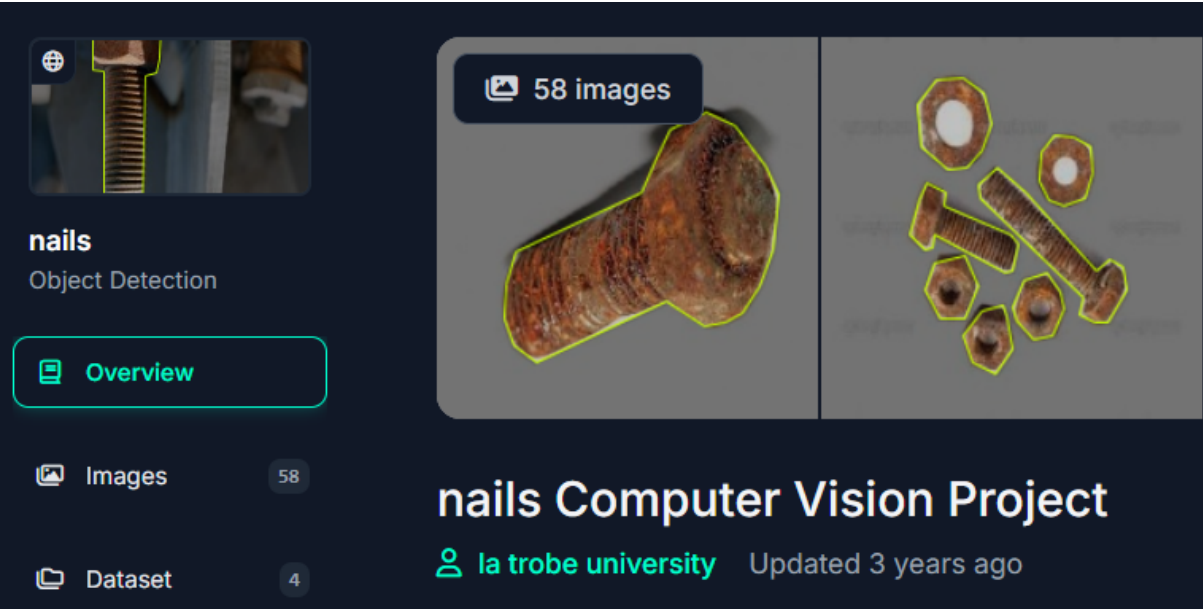 58 images
nails
Object Detection
Overview
Images 58
Dataset 4
nails Computer Vision Project
la trobe university Updated 3 years ago